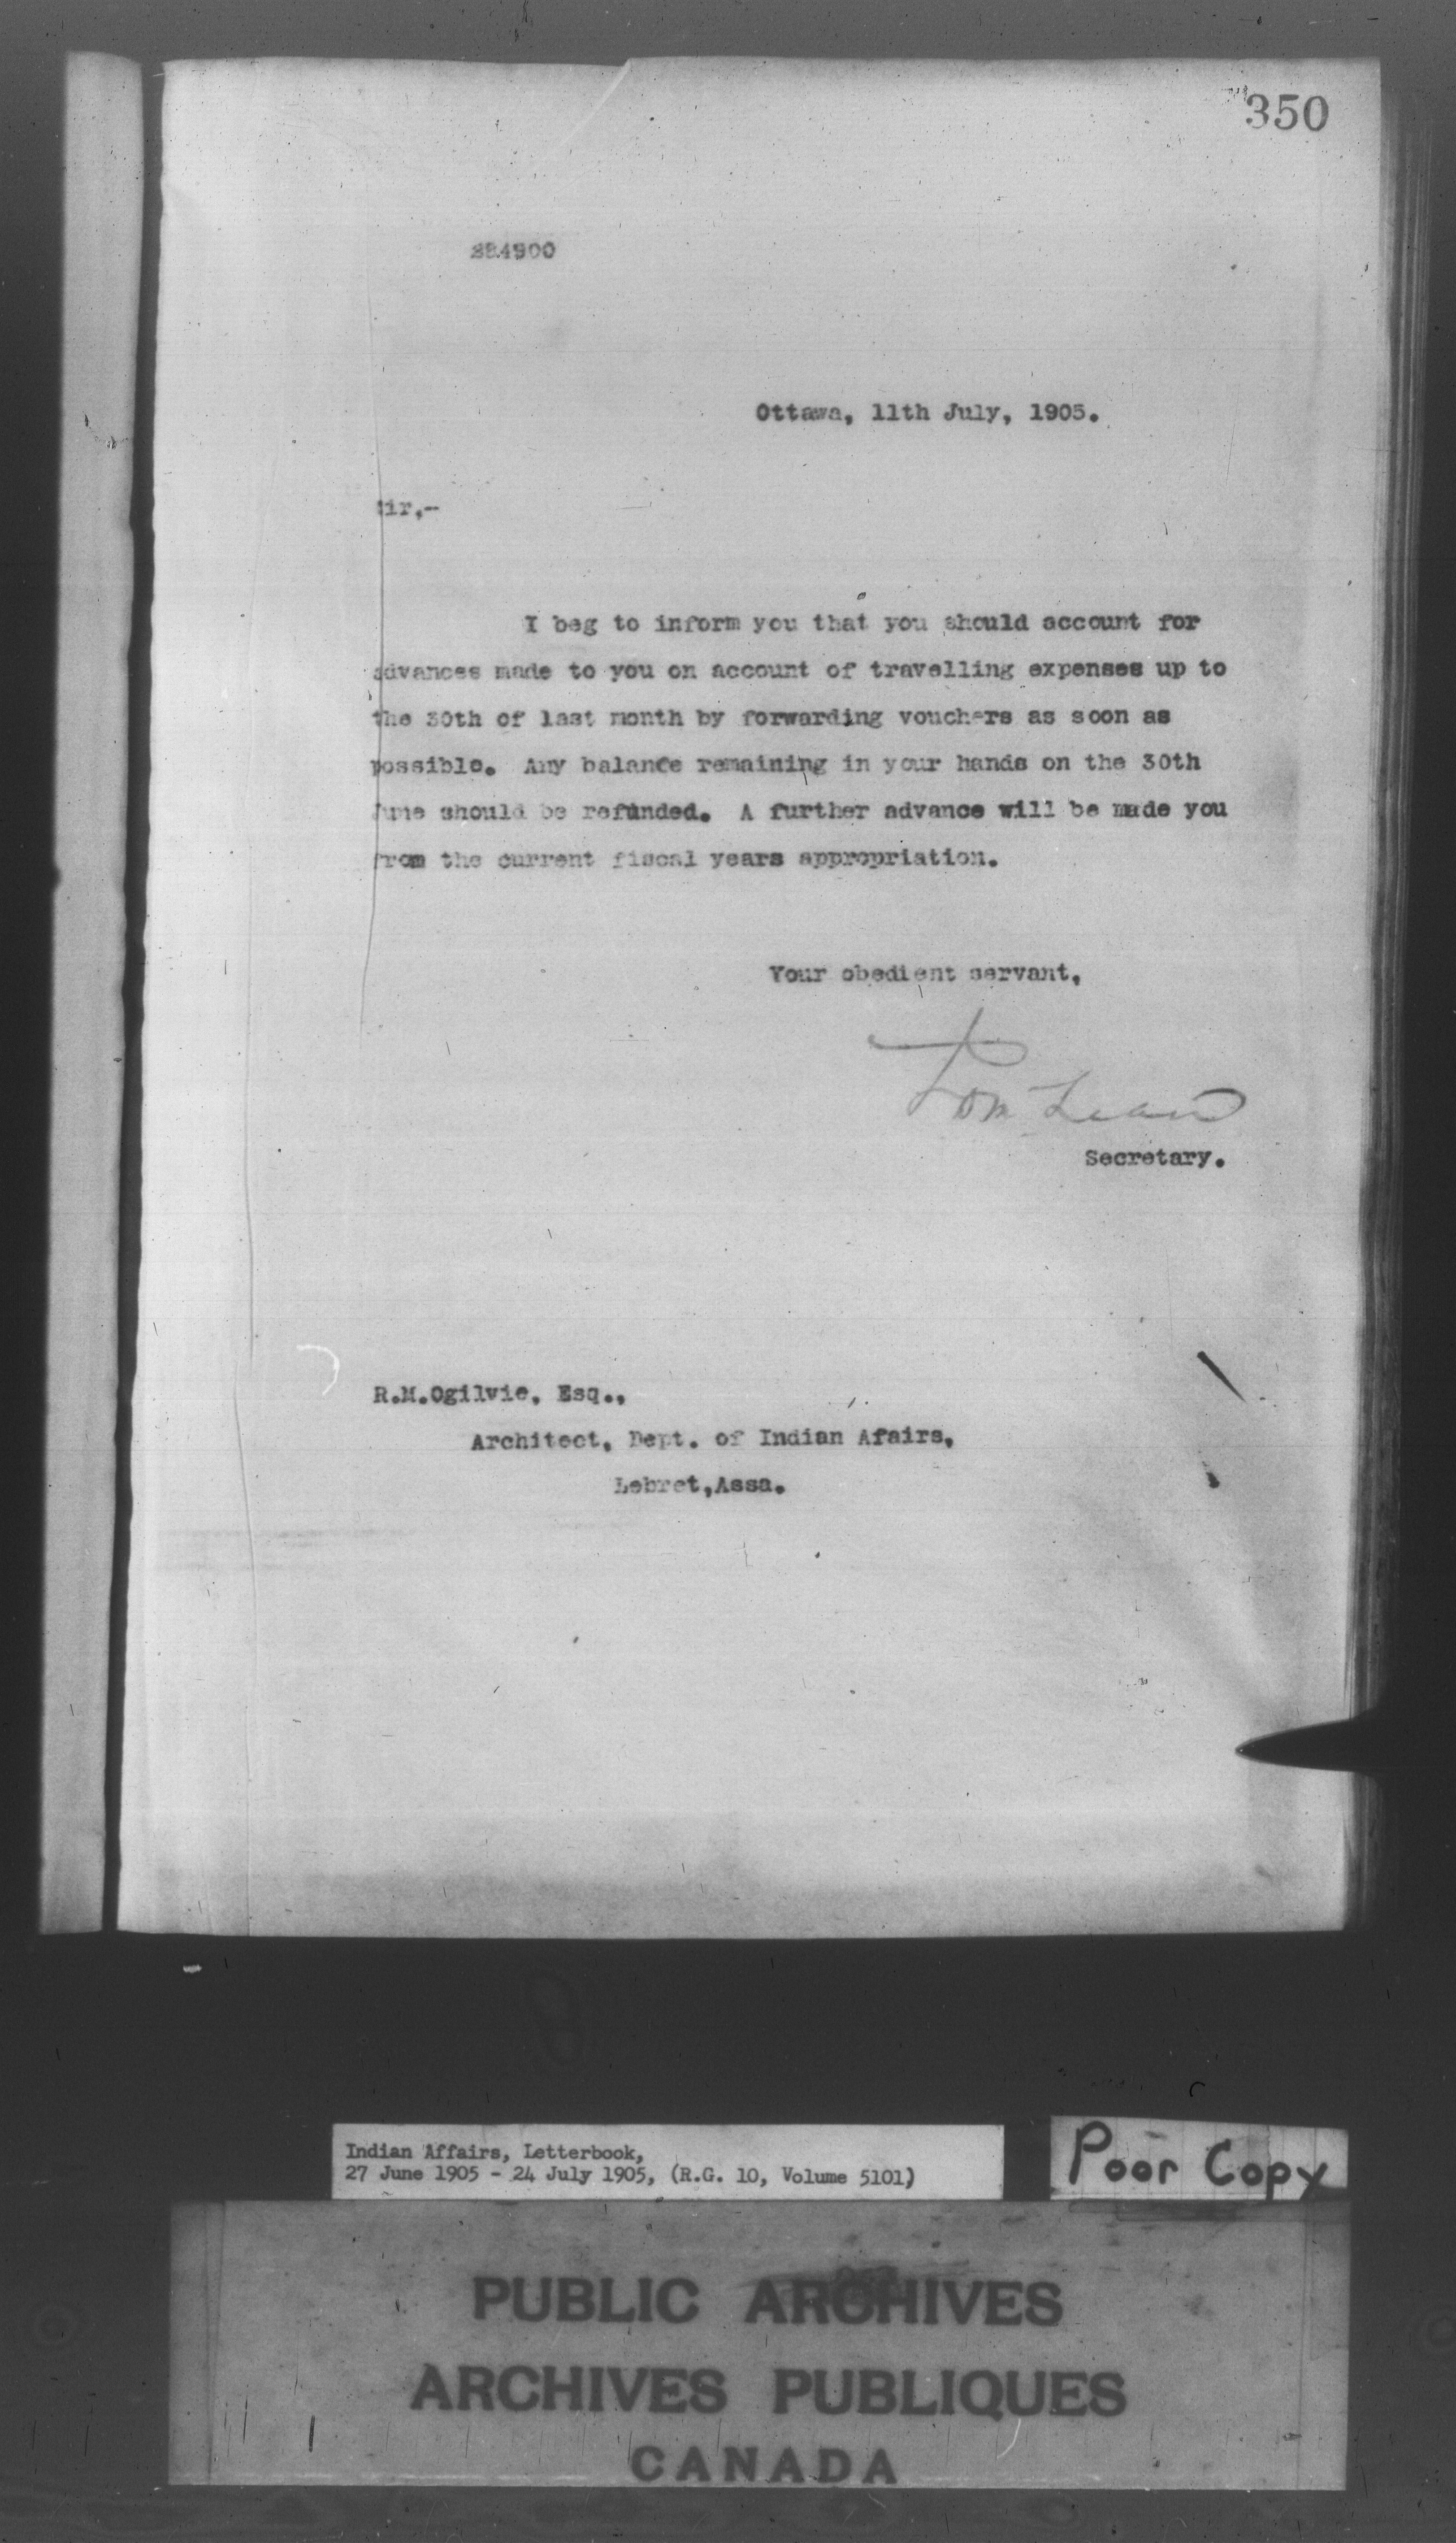 350
Ottawa, 11th July, 1905.
Sir,-
I beg to inform you that you should account for
advances made to you on account of travelling expenses up to
the 30th of last month by forwarding vouchers as soon as
possible. Any balance remaining in your hands on the 30th
June should be refunded. A further advance will be made you
from the current fiscal years appropriation.
Your obedient servant,
Secretary.
R.M.Ogilvie, Esq.,
Architect, Dept. of Indian Afairs,
Lebret,Assa.
Indian Affairs, Letterbook,
27 June 1905 - 24 July 1905, (R.G. 10, Volume 5101)
Poor Copy
PUBLIC ARCHIVES
ARCHIVES PUBLIQUES
CANADA